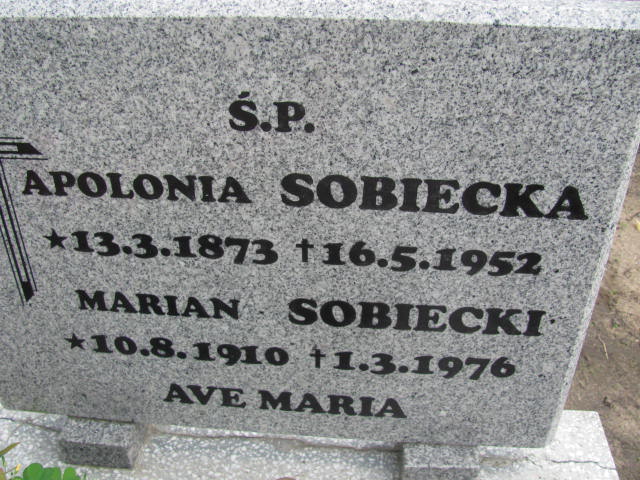 Ś.P.
APOLONIA SOBIECKA
★13.3.1873 †16.5.1952
MARIAN SOBIECKI
★10.8.1910 †1.3.1976
AVE MARIA